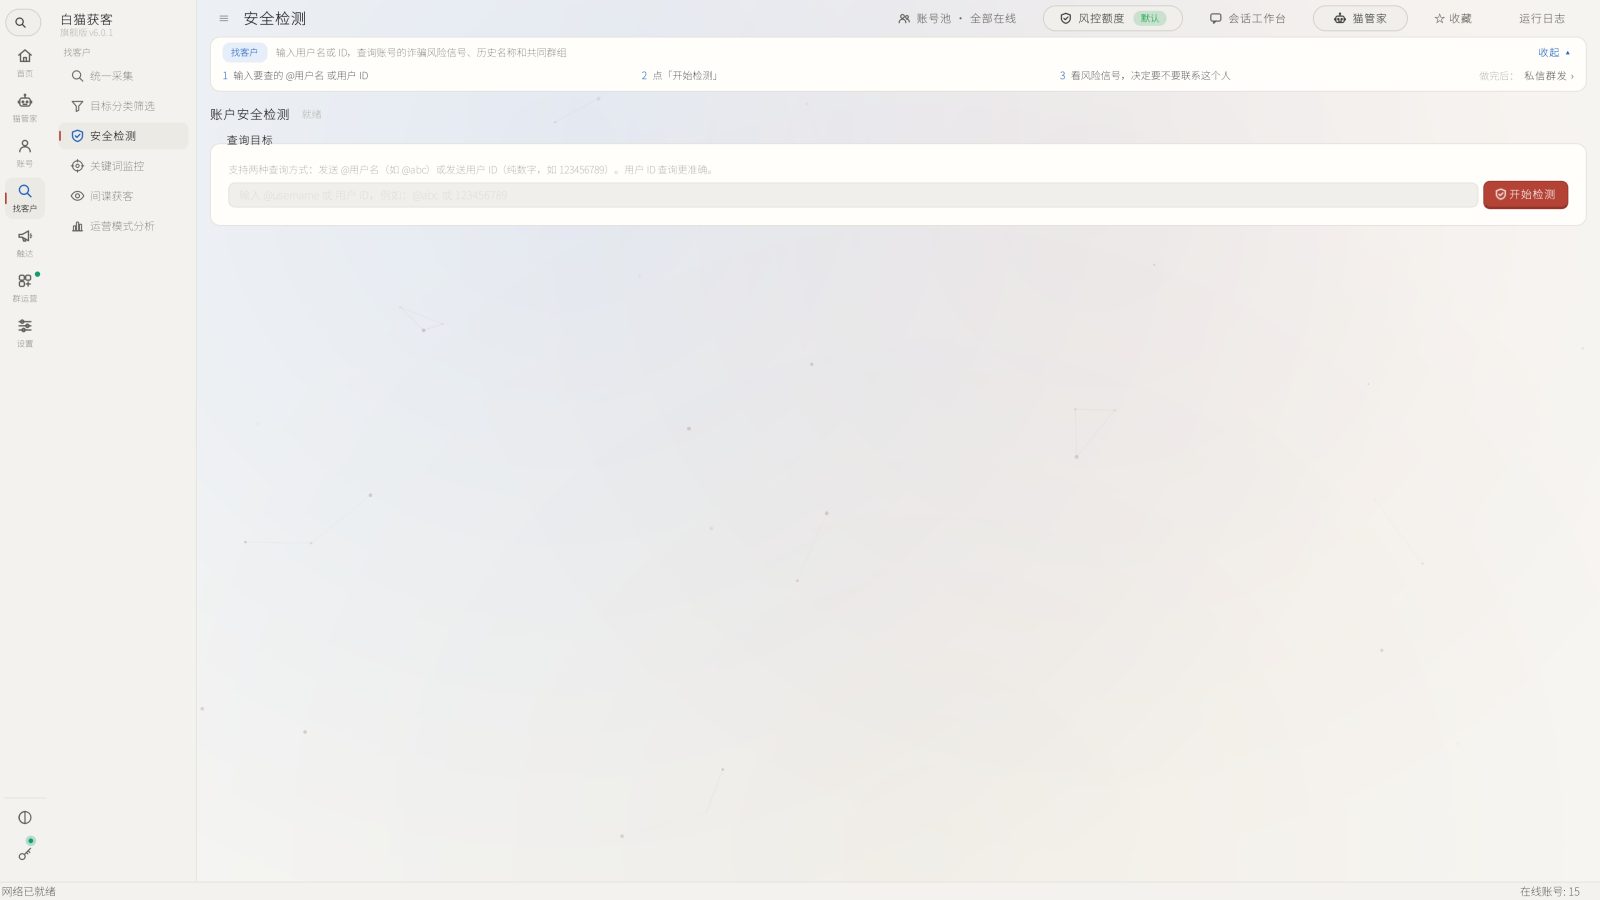 白猫获客
旗舰版 v6.0.1
首页
猫管家
账号
找客户
触达
群运营
设置
找客户
统一采集
目标分类筛选
安全检测
关键词监控
间谍获客
运营模式分析
安全检测
账号池 · 全部在线
风控额度 默认
会话工作台
猫管家
☆ 收藏
运行日志
找客户 输入用户名或 ID，查询账号的诈骗风险信号、历史名称和共同群组
收起 ▲
1 输入要查的 @用户名 或用户 ID
2 点「开始检测」
3 看风险信号，决定要不要联系这个人
做完后： 私信群发 ›
账户安全检测 就绪
查询目标
支持两种查询方式：发送 @用户名（如 @abc）或发送用户 ID（纯数字，如 123456789）。用户 ID 查询更准确。
输入 @username 或 用户 ID，例如：@abc 或 123456789
开始检测
网络已就绪
在线账号: 15